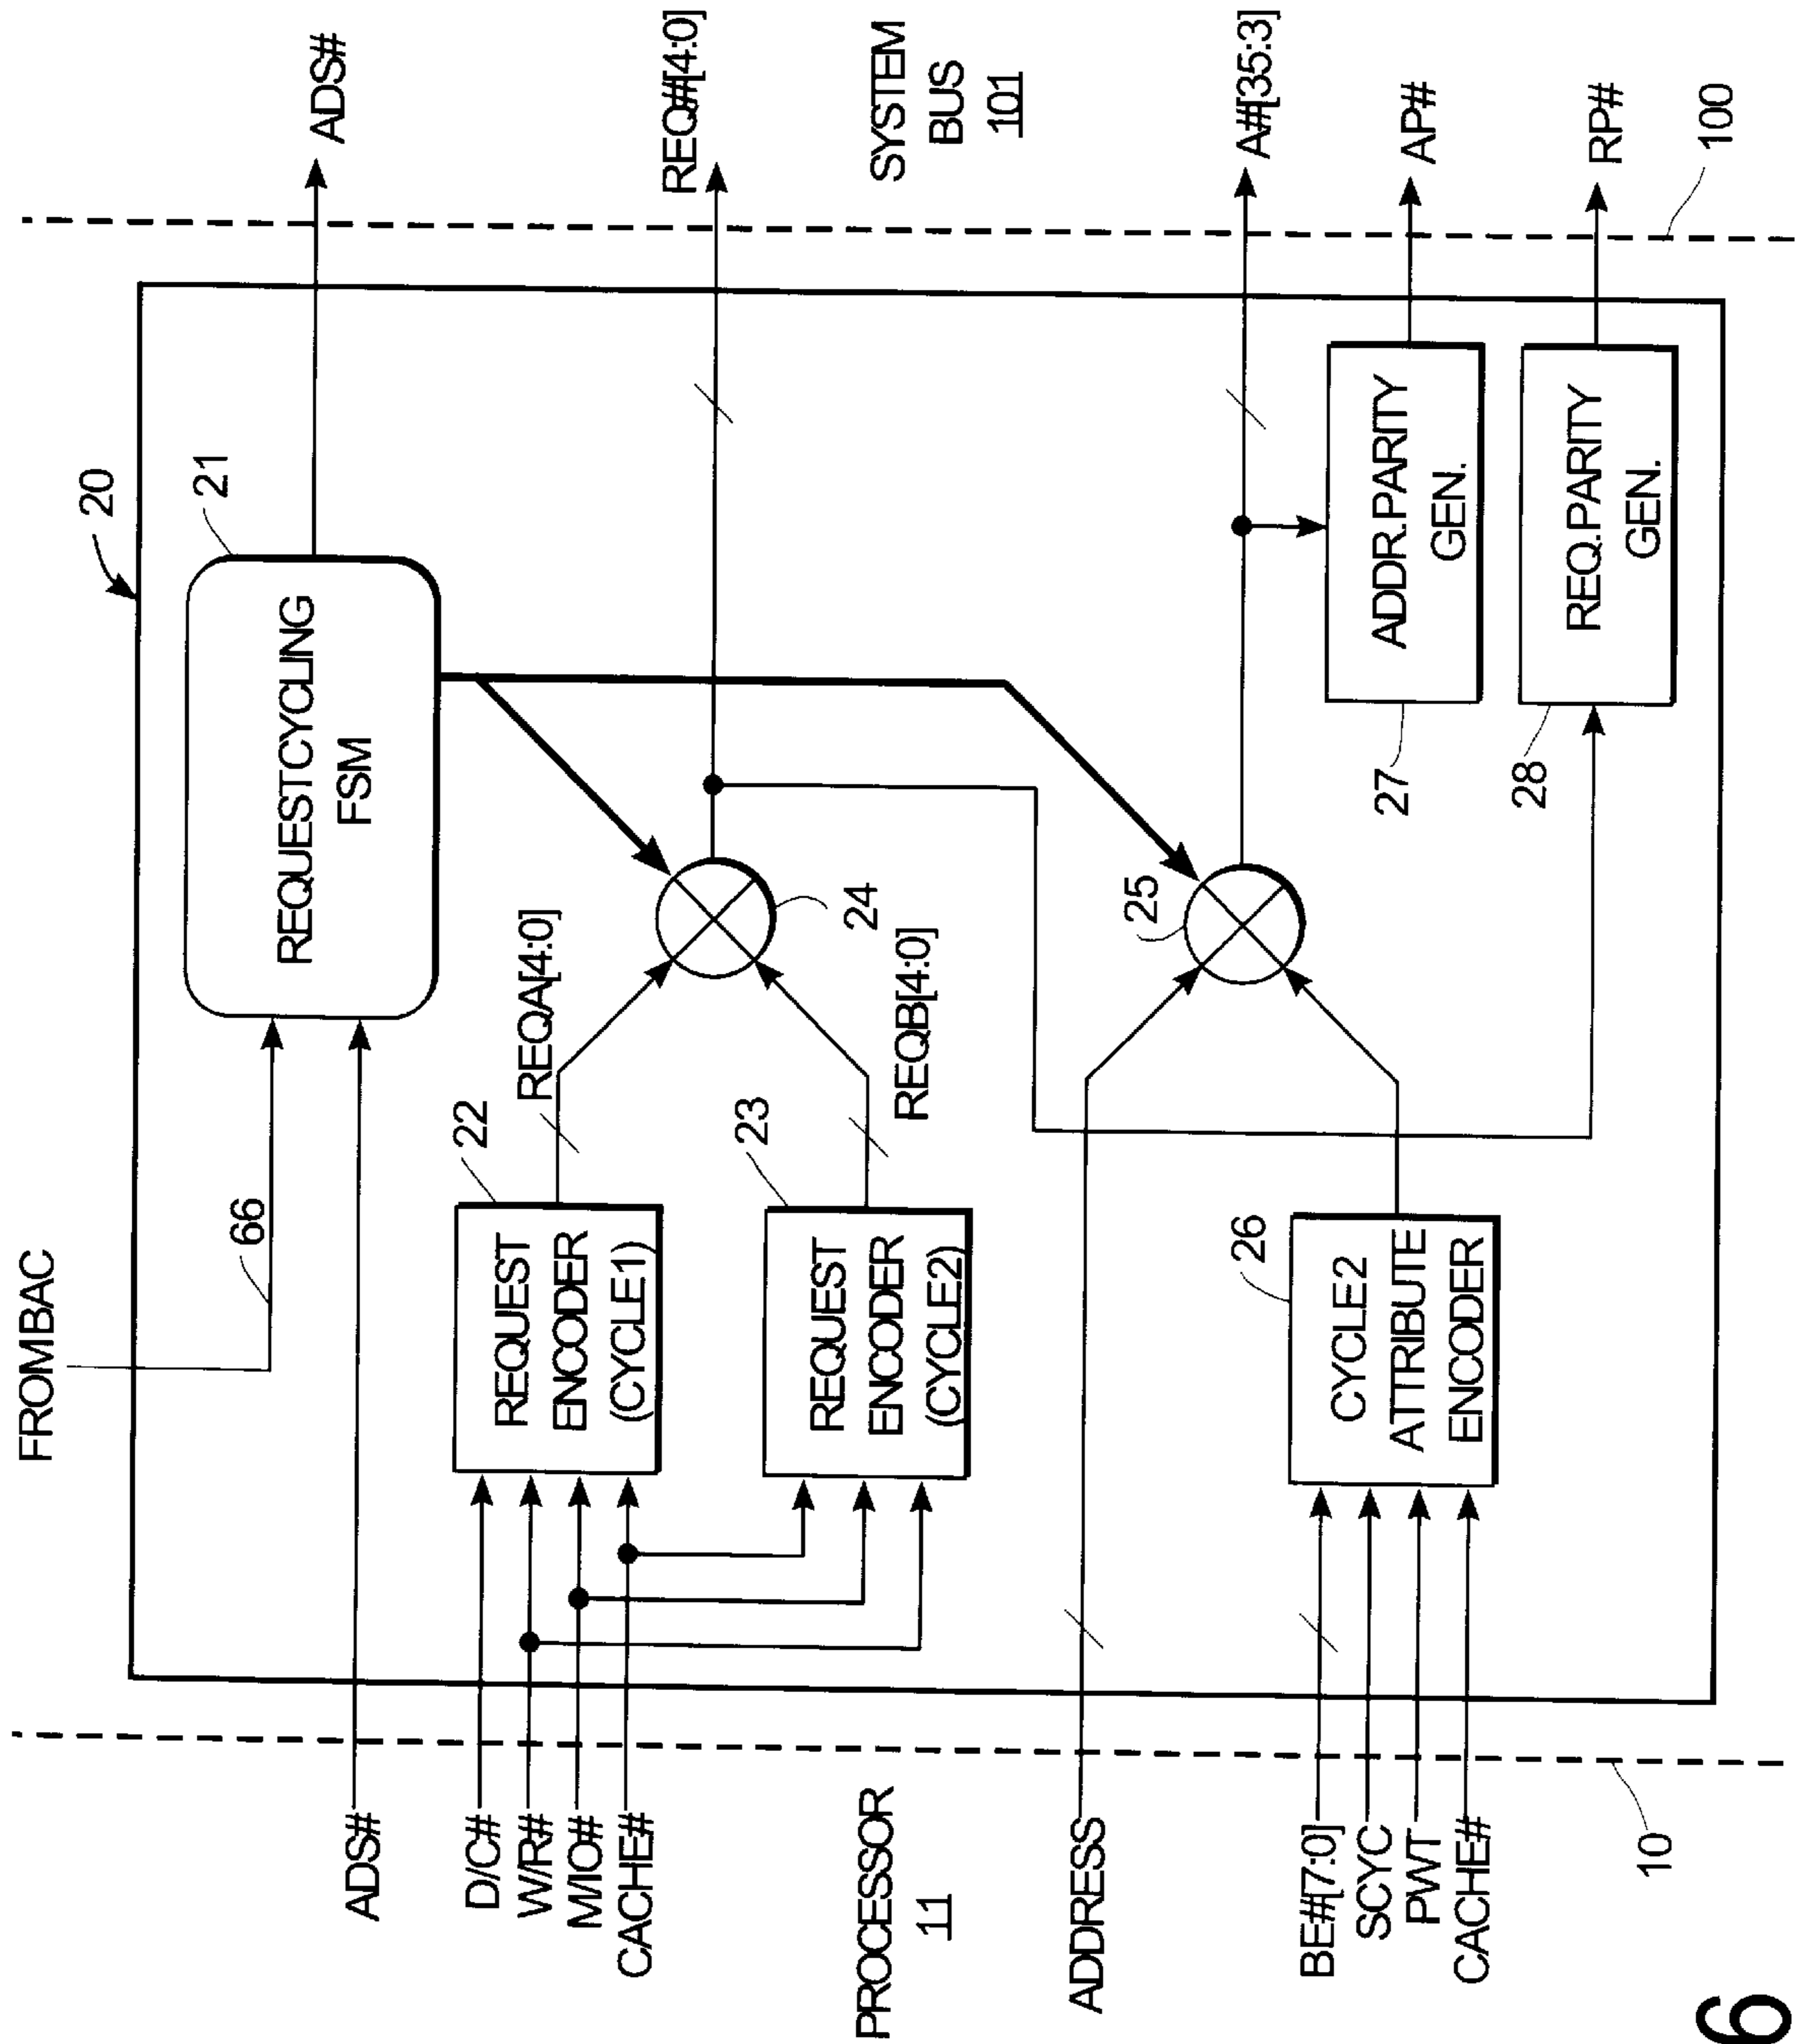 FROMBAC
66
20
ADS#
REQUESTCYCLING
FSM
21
ADS#
D/C#
W/R#
M/IO#
CACHE#
REQUEST
ENCODER
(CYCLE1)
22
REQA[4:0]
REQUEST
ENCODER
(CYCLE2)
23
REQB[4:0]
24
REQ#[4:0]
PROCESSOR
11
SYSTEM
BUS
101
ADDRESS
25
A#[35:3]
BE#[7:0]
SCYC
PWT
CACHE#
CYCLE2
ATTRIBUTE
ENCODER
26
ADDR.PARITY
GEN.
27
AP#
REQ.PARITY
GEN.
28
RP#
10
100
6